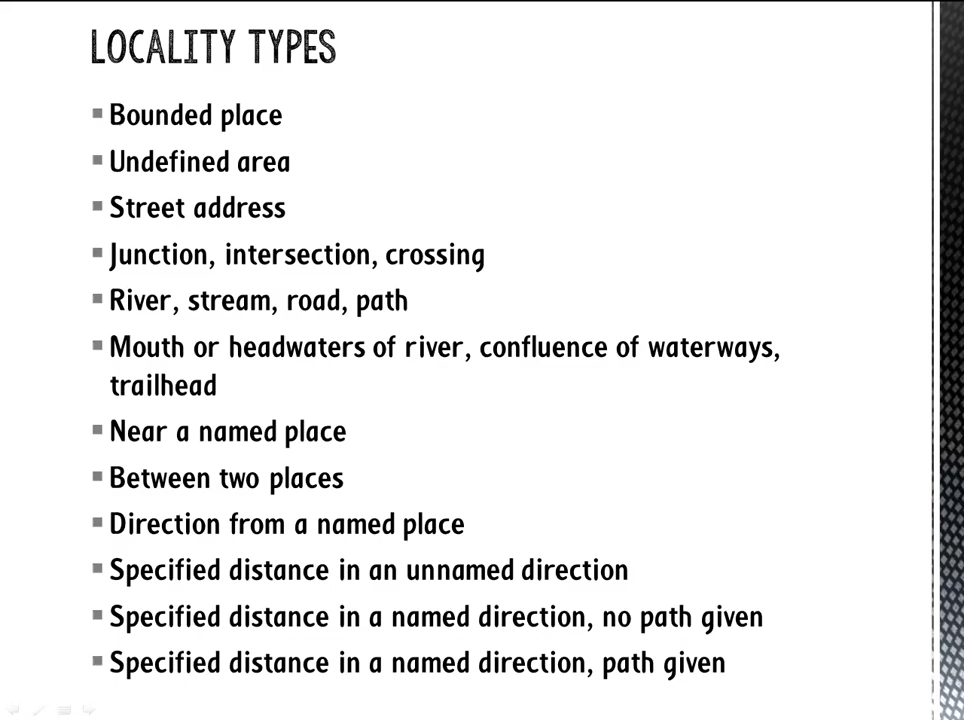 LOCALITY TYPES
Bounded place
Undefined area
Street address
Junction, intersection, crossing
River, stream, road, path
Mouth or headwaters of river, confluence of waterways,
trailhead
Near a named place
Between two places
Direction from a named place
Specified distance in an unnamed direction
Specified distance in a named direction, no path given
Specified distance in a named direction, path given